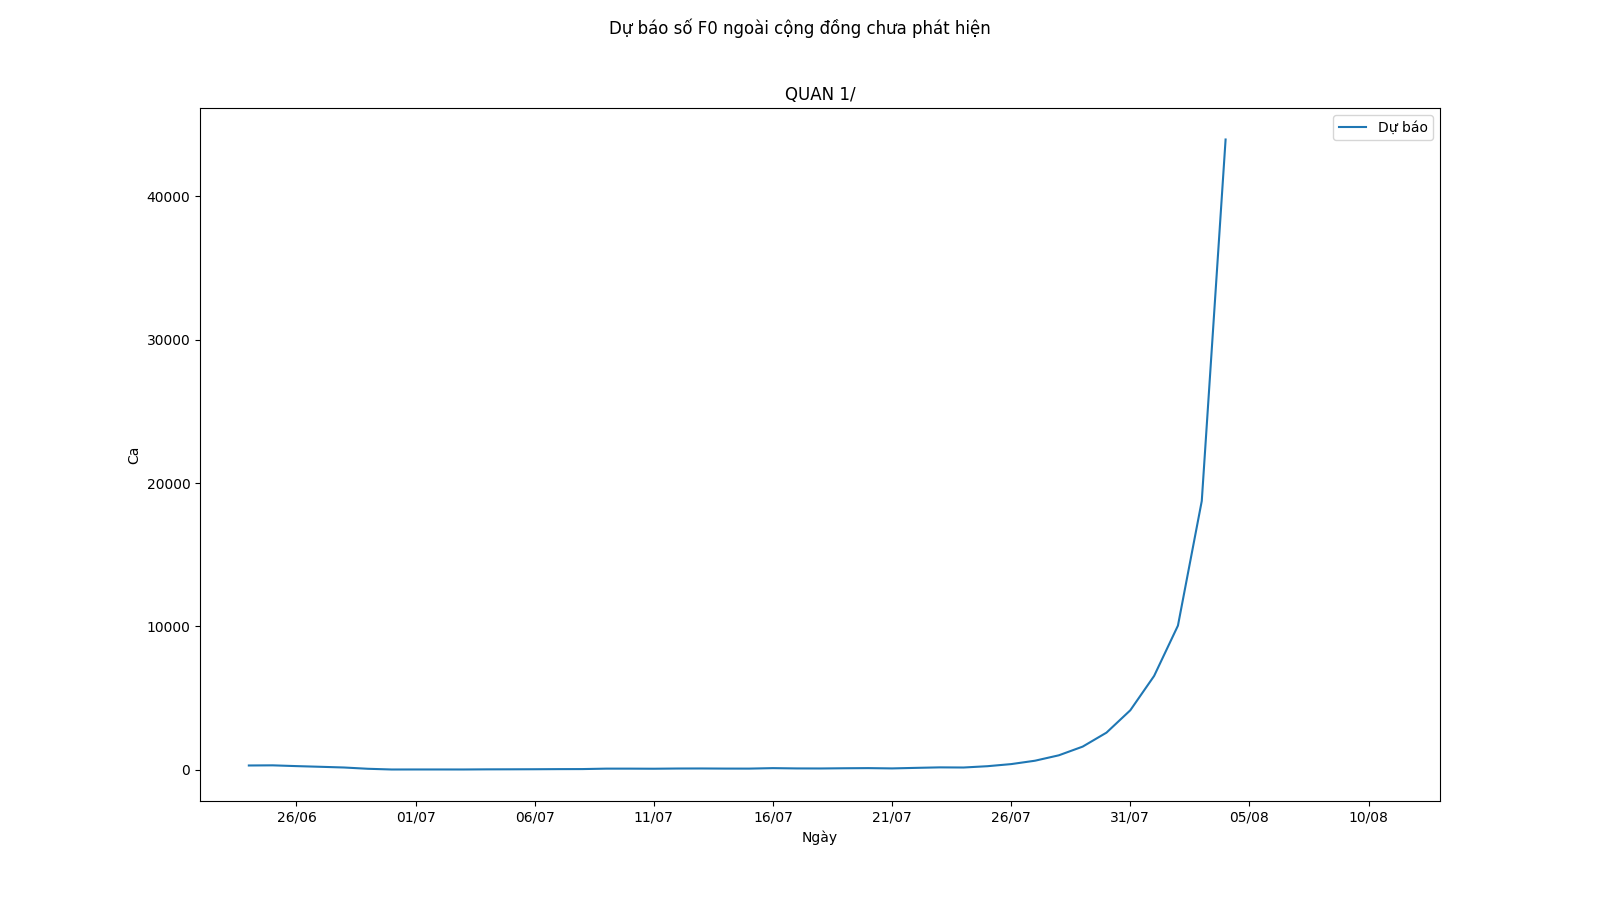 Dự báo số F0 ngoài cộng đồng chưa phát hiện
QUAN 1/
Dự báo
Ca
40000
30000
20000
10000
0
26/06 01/07 06/07 11/07 16/07 21/07 26/07 31/07 05/08 10/08
Ngày